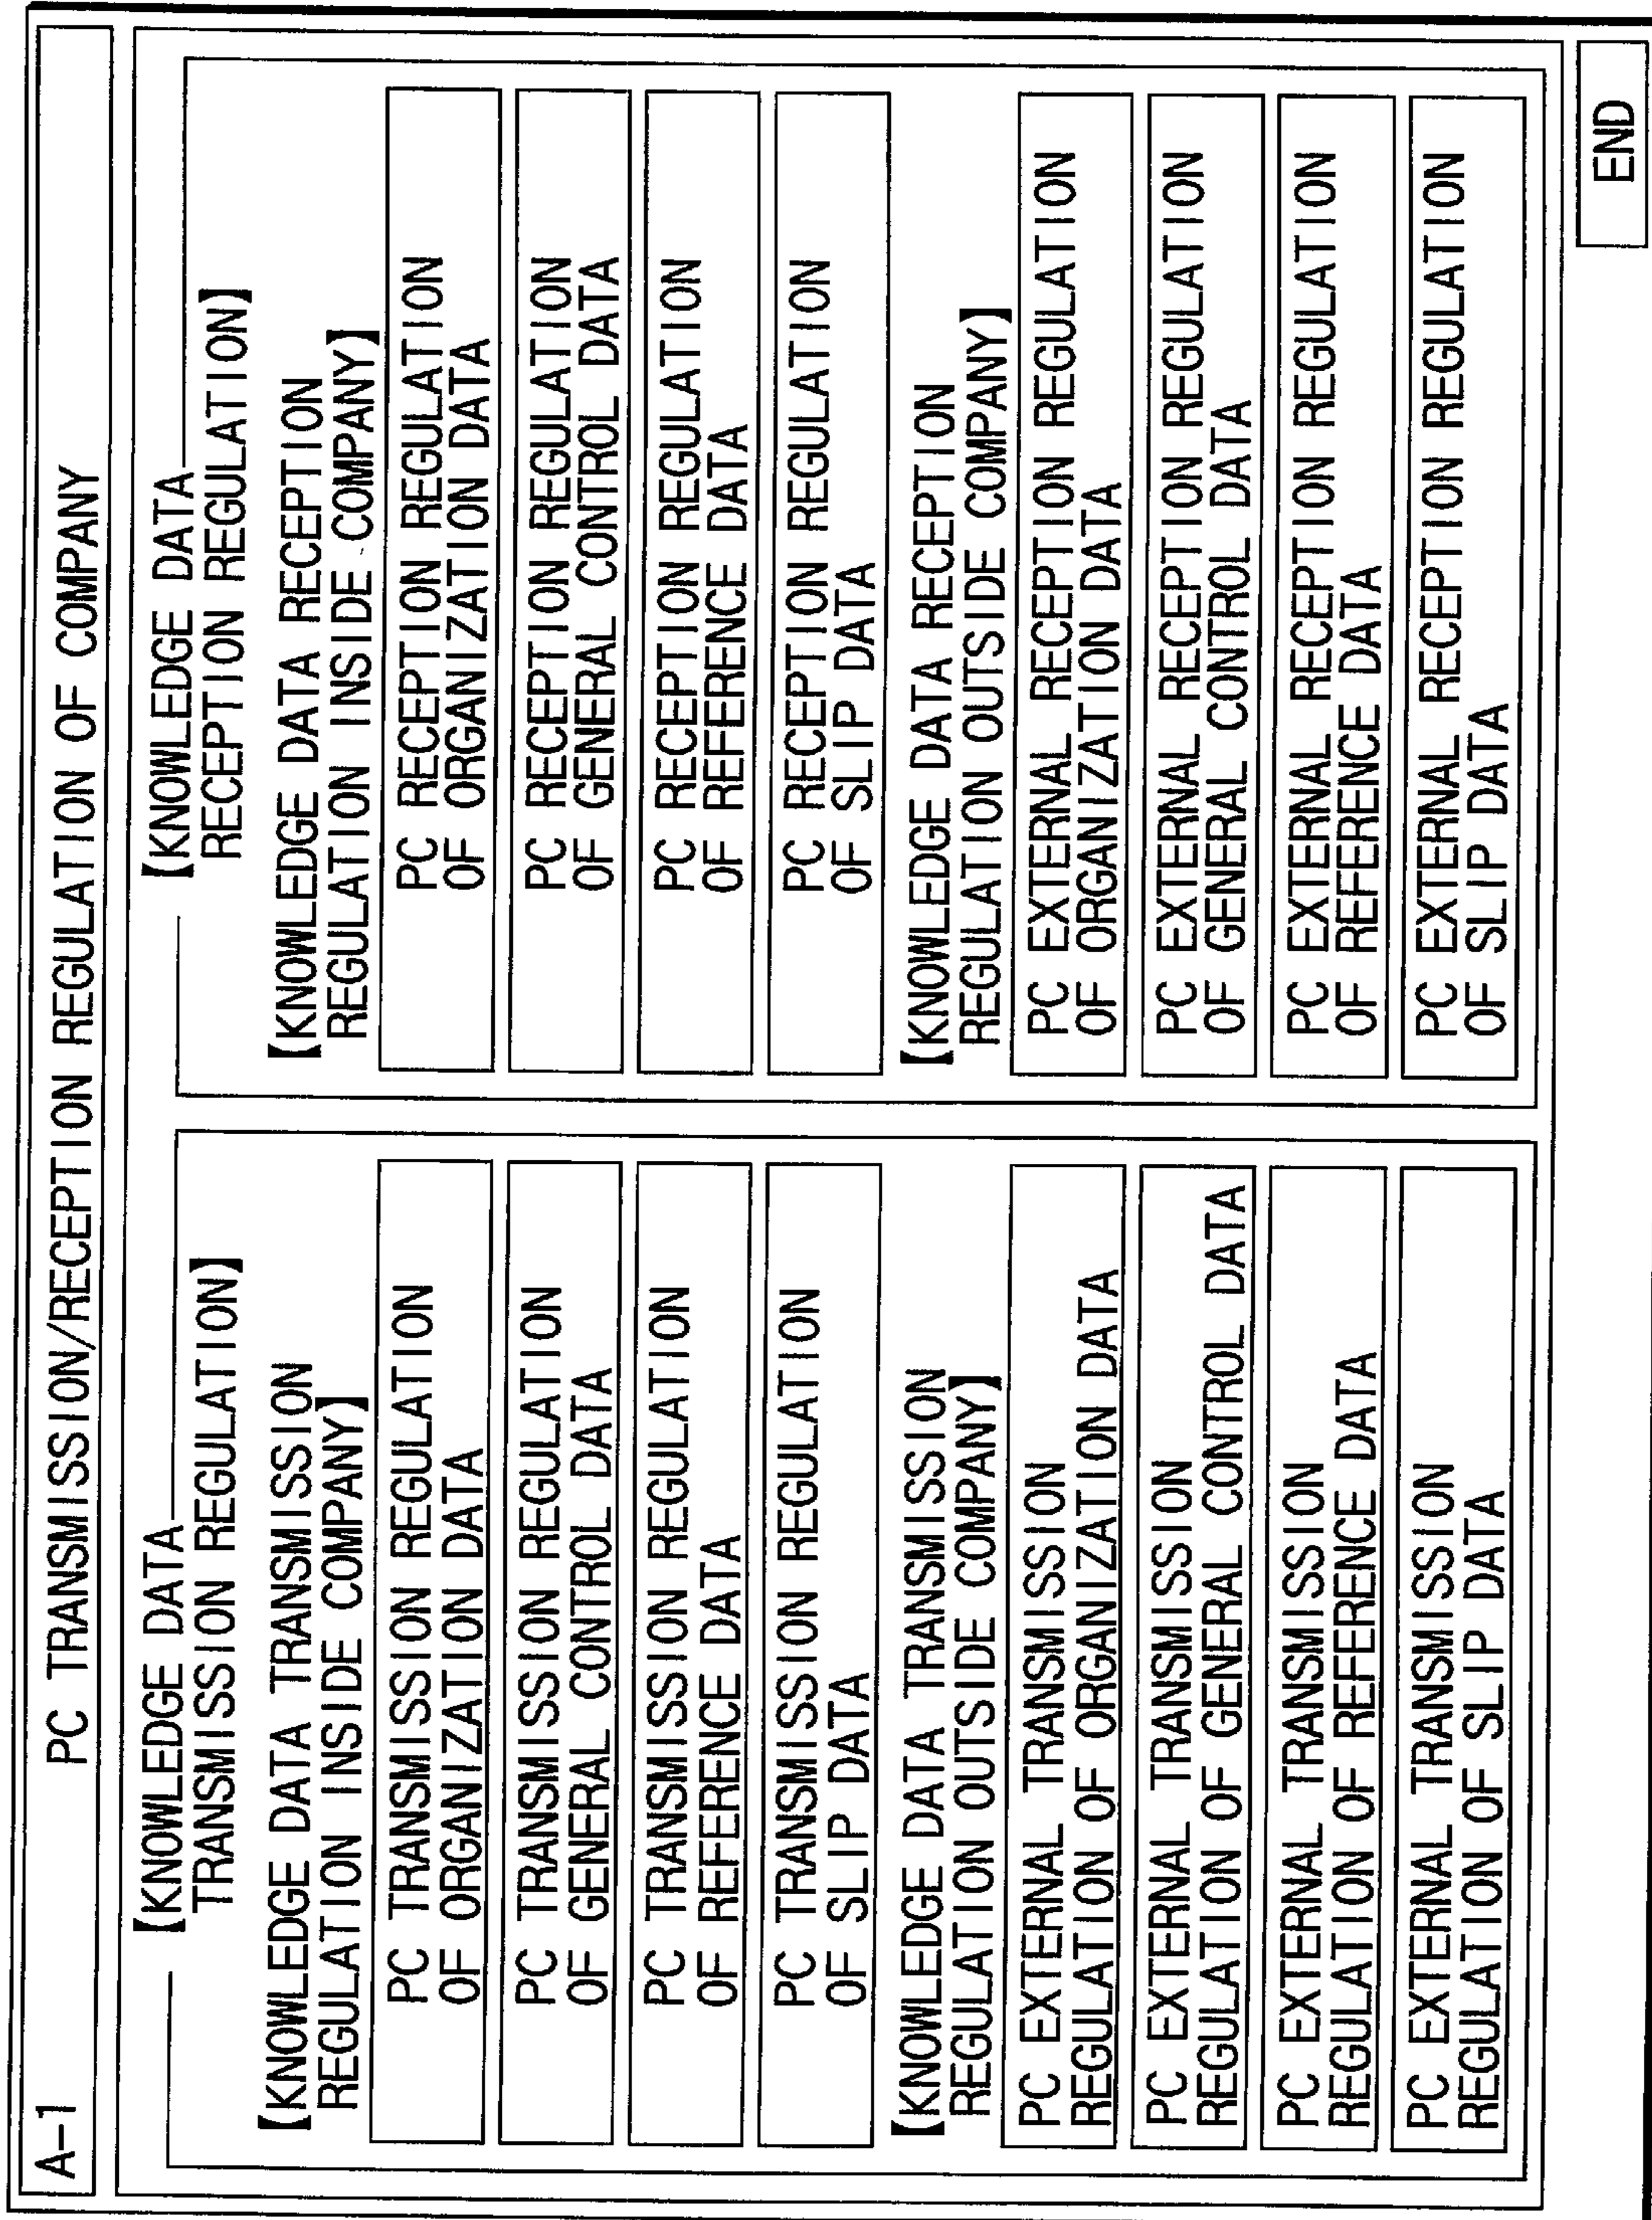 A-1
PC TRANSMISSION/RECEPTION REGULATION OF COMPANY
【KNOWLEDGE DATA
TRANSMISSION REGULATION】
【KNOWLEDGE DATA TRANSMISSION
REGULATION INSIDE COMPANY】
PC TRANSMISSION REGULATION
OF ORGANIZATION DATA
PC TRANSMISSION REGULATION
OF GENERAL CONTROL DATA
PC TRANSMISSION REGULATION
OF REFERENCE DATA
PC TRANSMISSION REGULATION
OF SLIP DATA
【KNOWLEDGE DATA TRANSMISSION
REGULATION OUTSIDE COMPANY】
PC EXTERNAL TRANSMISSION
REGULATION OF ORGANIZATION DATA
PC EXTERNAL TRANSMISSION
REGULATION OF GENERAL CONTROL DATA
PC EXTERNAL TRANSMISSION
REGULATION OF REFERENCE DATA
PC EXTERNAL TRANSMISSION
REGULATION OF SLIP DATA
【KNOWLEDGE DATA
RECEPTION REGULATION】
【KNOWLEDGE DATA RECEPTION
REGULATION INSIDE COMPANY】
PC RECEPTION REGULATION
OF ORGANIZATION DATA
PC RECEPTION REGULATION
OF GENERAL CONTROL DATA
PC RECEPTION REGULATION
OF REFERENCE DATA
PC RECEPTION REGULATION
OF SLIP DATA
【KNOWLEDGE DATA RECEPTION
REGULATION OUTSIDE COMPANY】
PC EXTERNAL RECEPTION REGULATION
OF ORGANIZATION DATA
PC EXTERNAL RECEPTION REGULATION
OF GENERAL CONTROL DATA
PC EXTERNAL RECEPTION REGULATION
OF REFERENCE DATA
PC EXTERNAL RECEPTION REGULATION
OF SLIP DATA
END